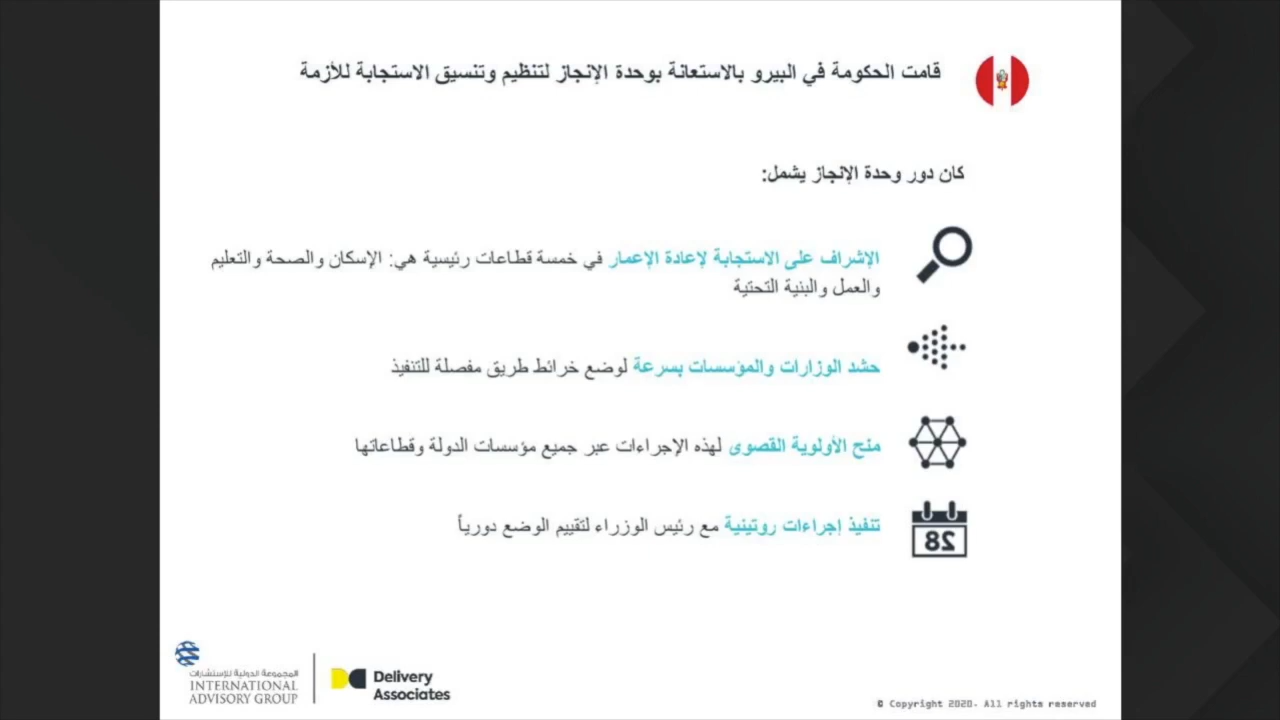 قامت الحكومة في البيرو بالاستعانة بوحدة الإنجاز لتنظيم وتنسيق الاستجابة للأزمة
كان دور وحدة الإنجاز يشمل:
الإشراف على الاستجابة لإعادة الإعمار في خمسة قطاعات رئيسية هي: الإسكان والصحة والتعليم
والعمل والبنية التحتية
حشد الوزارات والمؤسسات بسرعة لوضع خرائط طريق مفصلة للتنفيذ
منح الأولوية القصوى لهذه الإجراءات عبر جميع مؤسسات الدولة وقطاعاتها
28
تنفيذ إجراءات روتينية مع رئيس الوزراء لتقييم الوضع دورياً
المجموعة الدولية للإستشارات
INTERNATIONAL
ADVISORY GROUP
Delivery
Associates
© Copyright 2020. All rights reserved